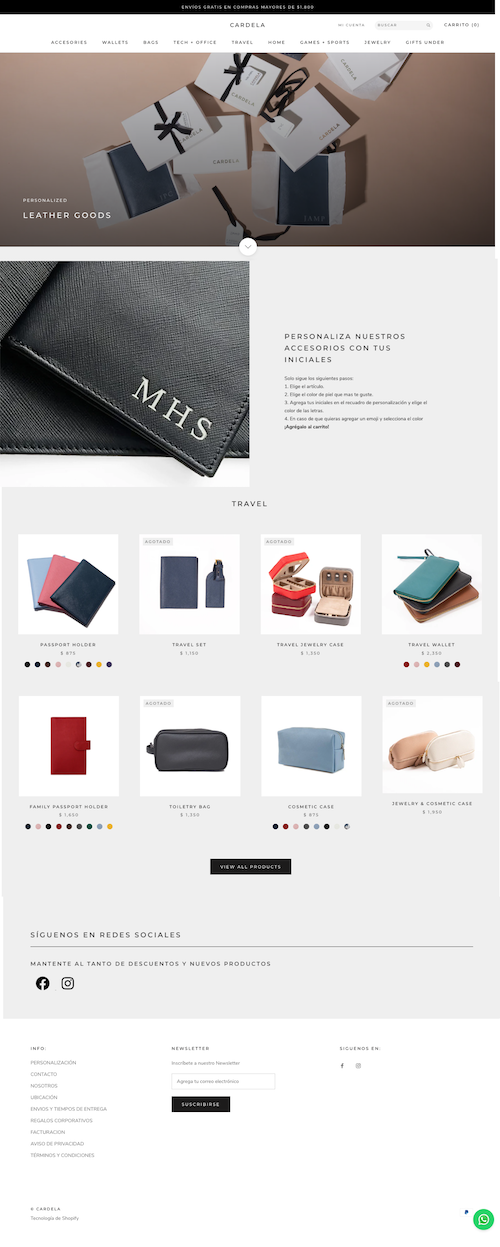 ENVÍOS GRATIS EN COMPRAS MAYORES DE $1,800
CARDELA
MI CUENTA
BUSCAR
CARRITO (0)
ACCESORIES WALLETS BAGS TECH + OFFICE TRAVEL HOME GAMES + SPORTS JEWELRY GIFTS UNDER
CARDELA
CARDELA
CARDELA
PERSONALIZED
LEATHER GOODS
MHS
PERSONALIZA NUESTROS
ACCESORIOS CON TUS
INICIALES
Solo sigue los siguientes pasos:
1. Elige el artículo.
2. Elige el color de piel que mas te guste.
3. Agrega tus iniciales en el recuadro de personalización y elige el
color de las letras.
4. En caso de que quieras agregar un emoji y selecciona el color
¡Agrégalo al carrito!
TRAVEL
AGOTADO
AGOTADO
PASSPORT HOLDER
$ 875
TRAVEL SET
$ 1,150
TRAVEL JEWELRY CASE
$ 1,350
TRAVEL WALLET
$ 2,350
AGOTADO
AGOTADO
FAMILY PASSPORT HOLDER
$ 1,650
TOILETRY BAG
$ 1,350
COSMETIC CASE
$ 875
JEWELRY & COSMETIC CASE
$ 1,950
VIEW ALL PRODUCTS
SÍGUENOS EN REDES SOCIALES
MANTENTE AL TANTO DE DESCUENTOS Y NUEVOS PRODUCTOS
INFO:
PERSONALIZACIÓN
CONTACTO
NOSOTROS
UBICACIÓN
ENVIOS Y TIEMPOS DE ENTREGA
REGALOS CORPORATIVOS
FACTURACION
AVISO DE PRIVACIDAD
TÉRMINOS Y CONDICIONES
NEWSLETTER
Inscríbete a nuestro Newsletter
Agrega tu correo electrónico
SUSCRIBIRSE
SIGUENOS EN:
© CARDELA
Tecnología de Shopify